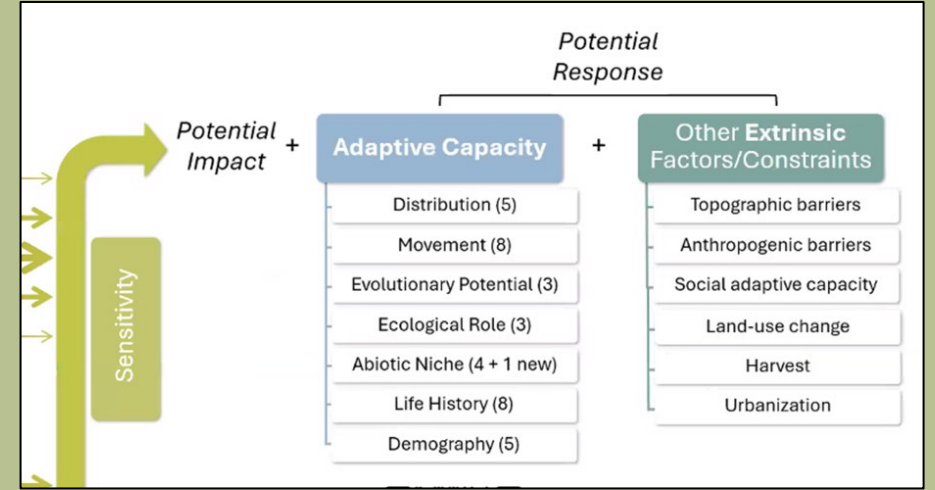 Potential
Response
Potential
Impact
+
Adaptive Capacity
+
Other Extrinsic
Factors/Constraints
Distribution (5)
Movement (8)
Evolutionary Potential (3)
Ecological Role (3)
Abiotic Niche (4 + 1 new)
Life History (8)
Demography (5)
Topographic barriers
Anthropogenic barriers
Social adaptive capacity
Land-use change
Harvest
Urbanization
Sensitivity